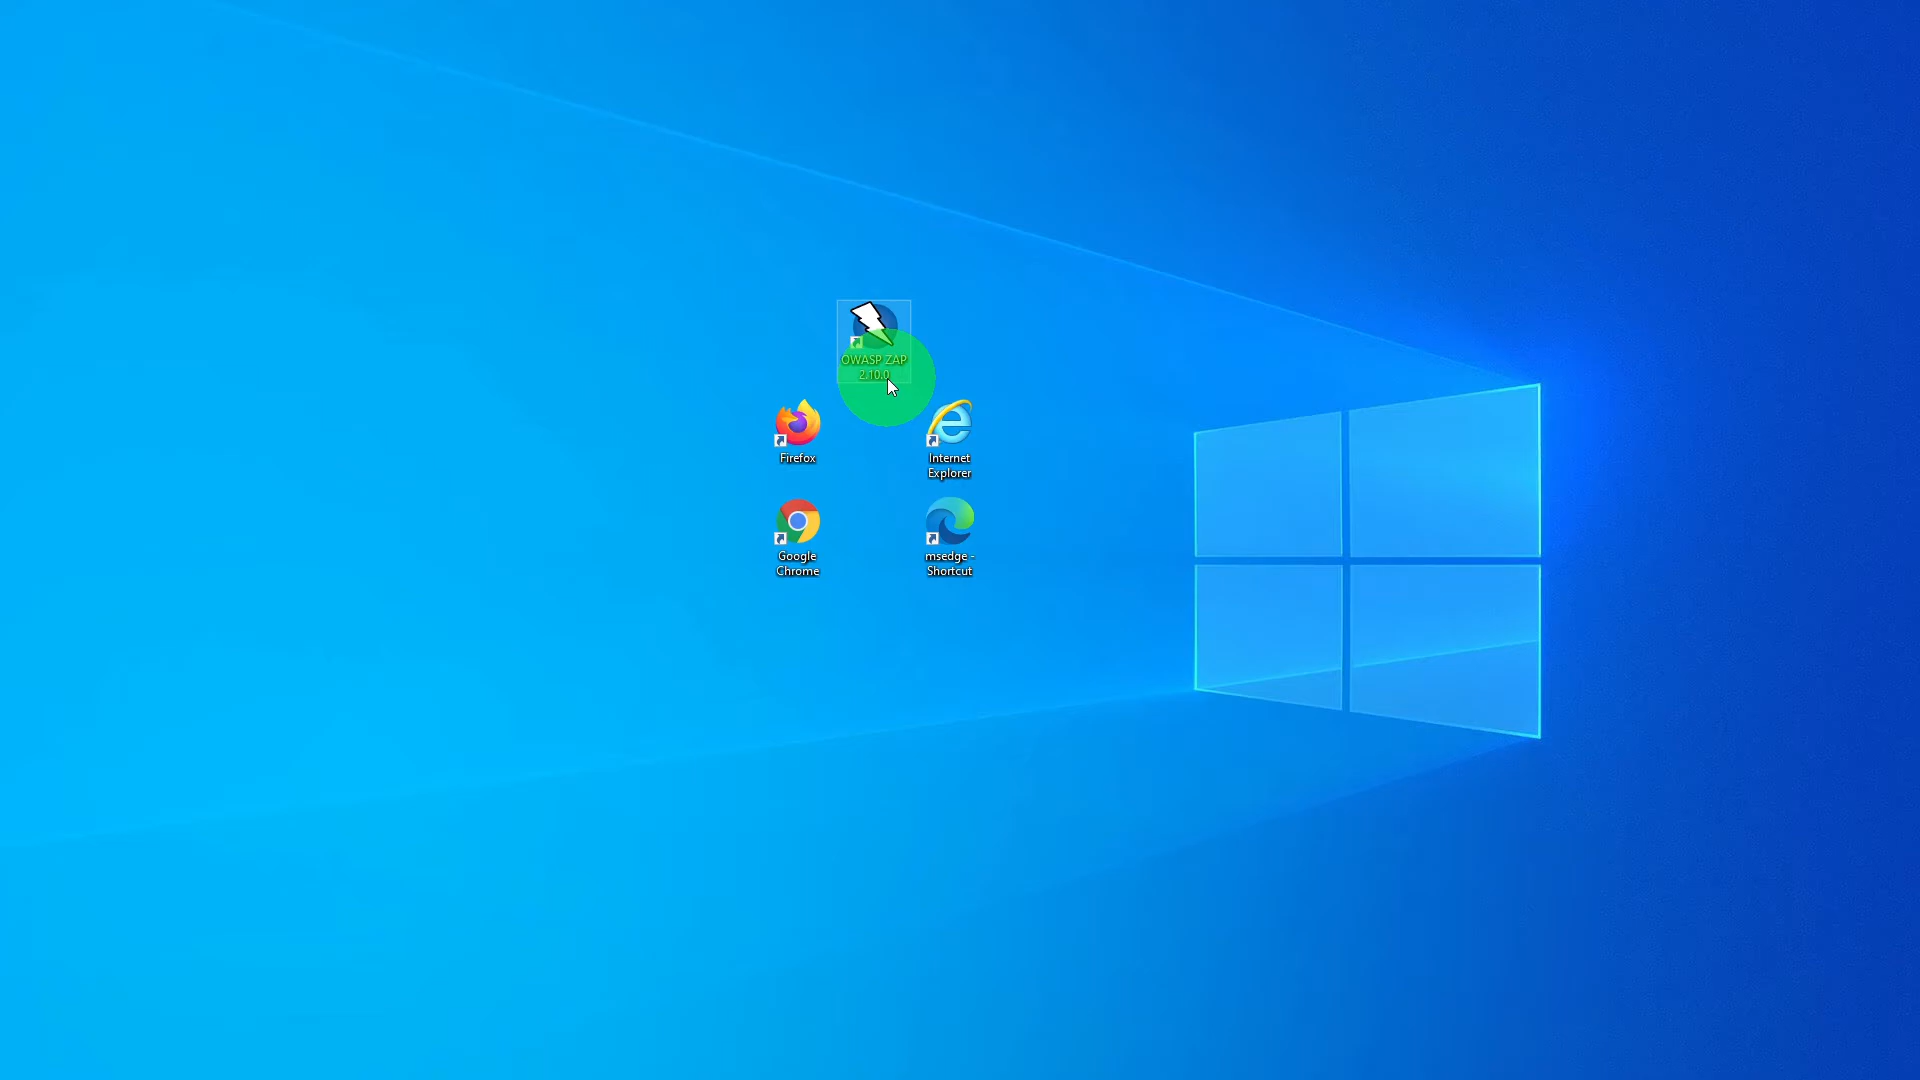 OWASP ZAP
2.10.0
Firefox
Internet
Explorer
Google
Chrome
msedge -
Shortcut